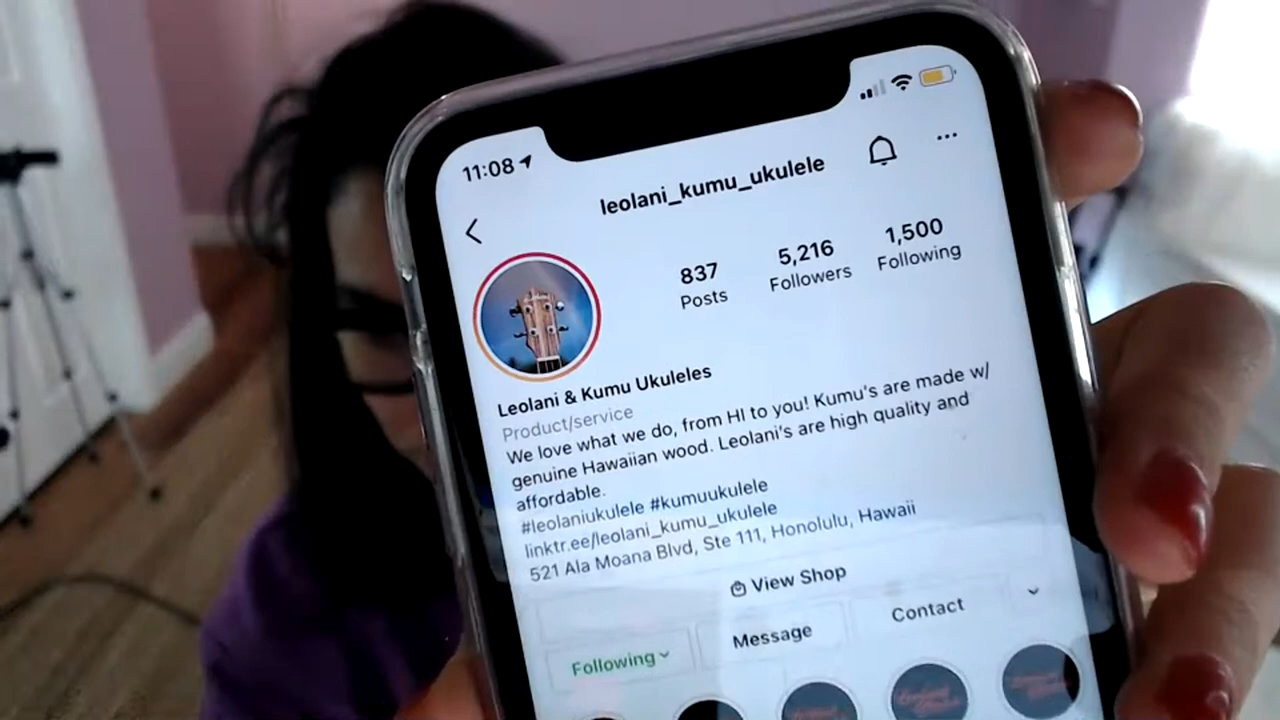 11:08
leolani_kumu_ukulele
837
Posts
5,216
Followers
1,500
Following
Leolani & Kumu Ukuleles
Product/service
We love what we do, from HI to you! Kumu's are made w/
genuine Hawaiian wood. Leolani's are high quality and
affordable.
#leolaniukulele #kumuukulele
linktr.ee/leolani_kumu_ukulele
521 Ala Moana Blvd, Ste 111, Honolulu, Hawaii
View Shop
Following
Message
Contact